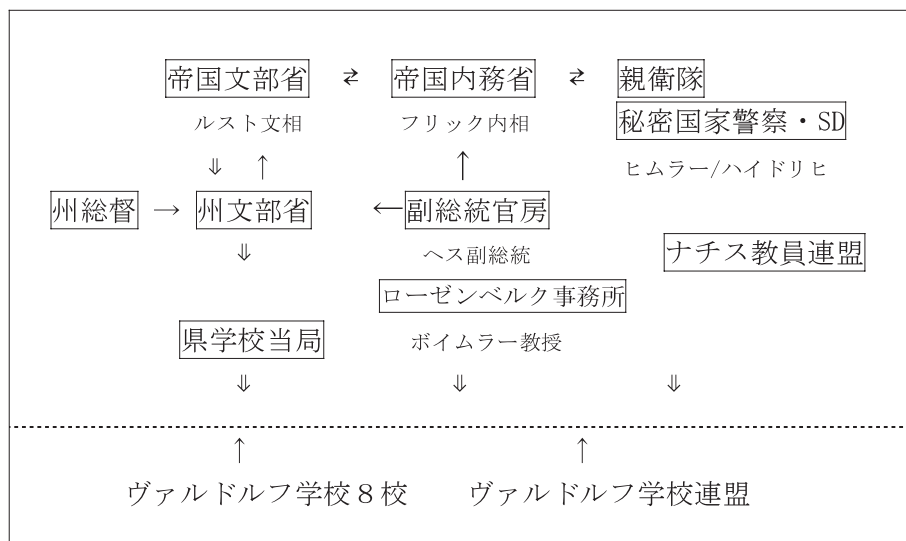 帝国文部省 ⇄ 帝国内務省 ⇄ 親衛隊
秘密国家警察・SD
ルスト文相 フリック内相
ヒムラー/ハイドリヒ
⇓ ↑ ↑
州総督 → 州文部省 ← 副総統官房
⇓
ヘス副総統
ナチス教員連盟
ローゼンベルク事務所
県学校当局
ボイムラー教授
⇓ ⇓ ⇓
↑ ↑
ヴァルドルフ学校８校 ヴァルドルフ学校連盟